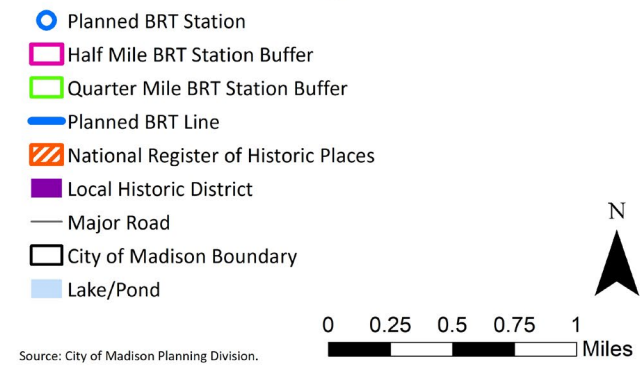 Planned BRT Station
Half Mile BRT Station Buffer
Quarter Mile BRT Station Buffer
Planned BRT Line
National Register of Historic Places
Local Historic District
Major Road
City of Madison Boundary
Lake/Pond
N
0 0.25 0.5 0.75 1
Miles
Source: City of Madison Planning Division.